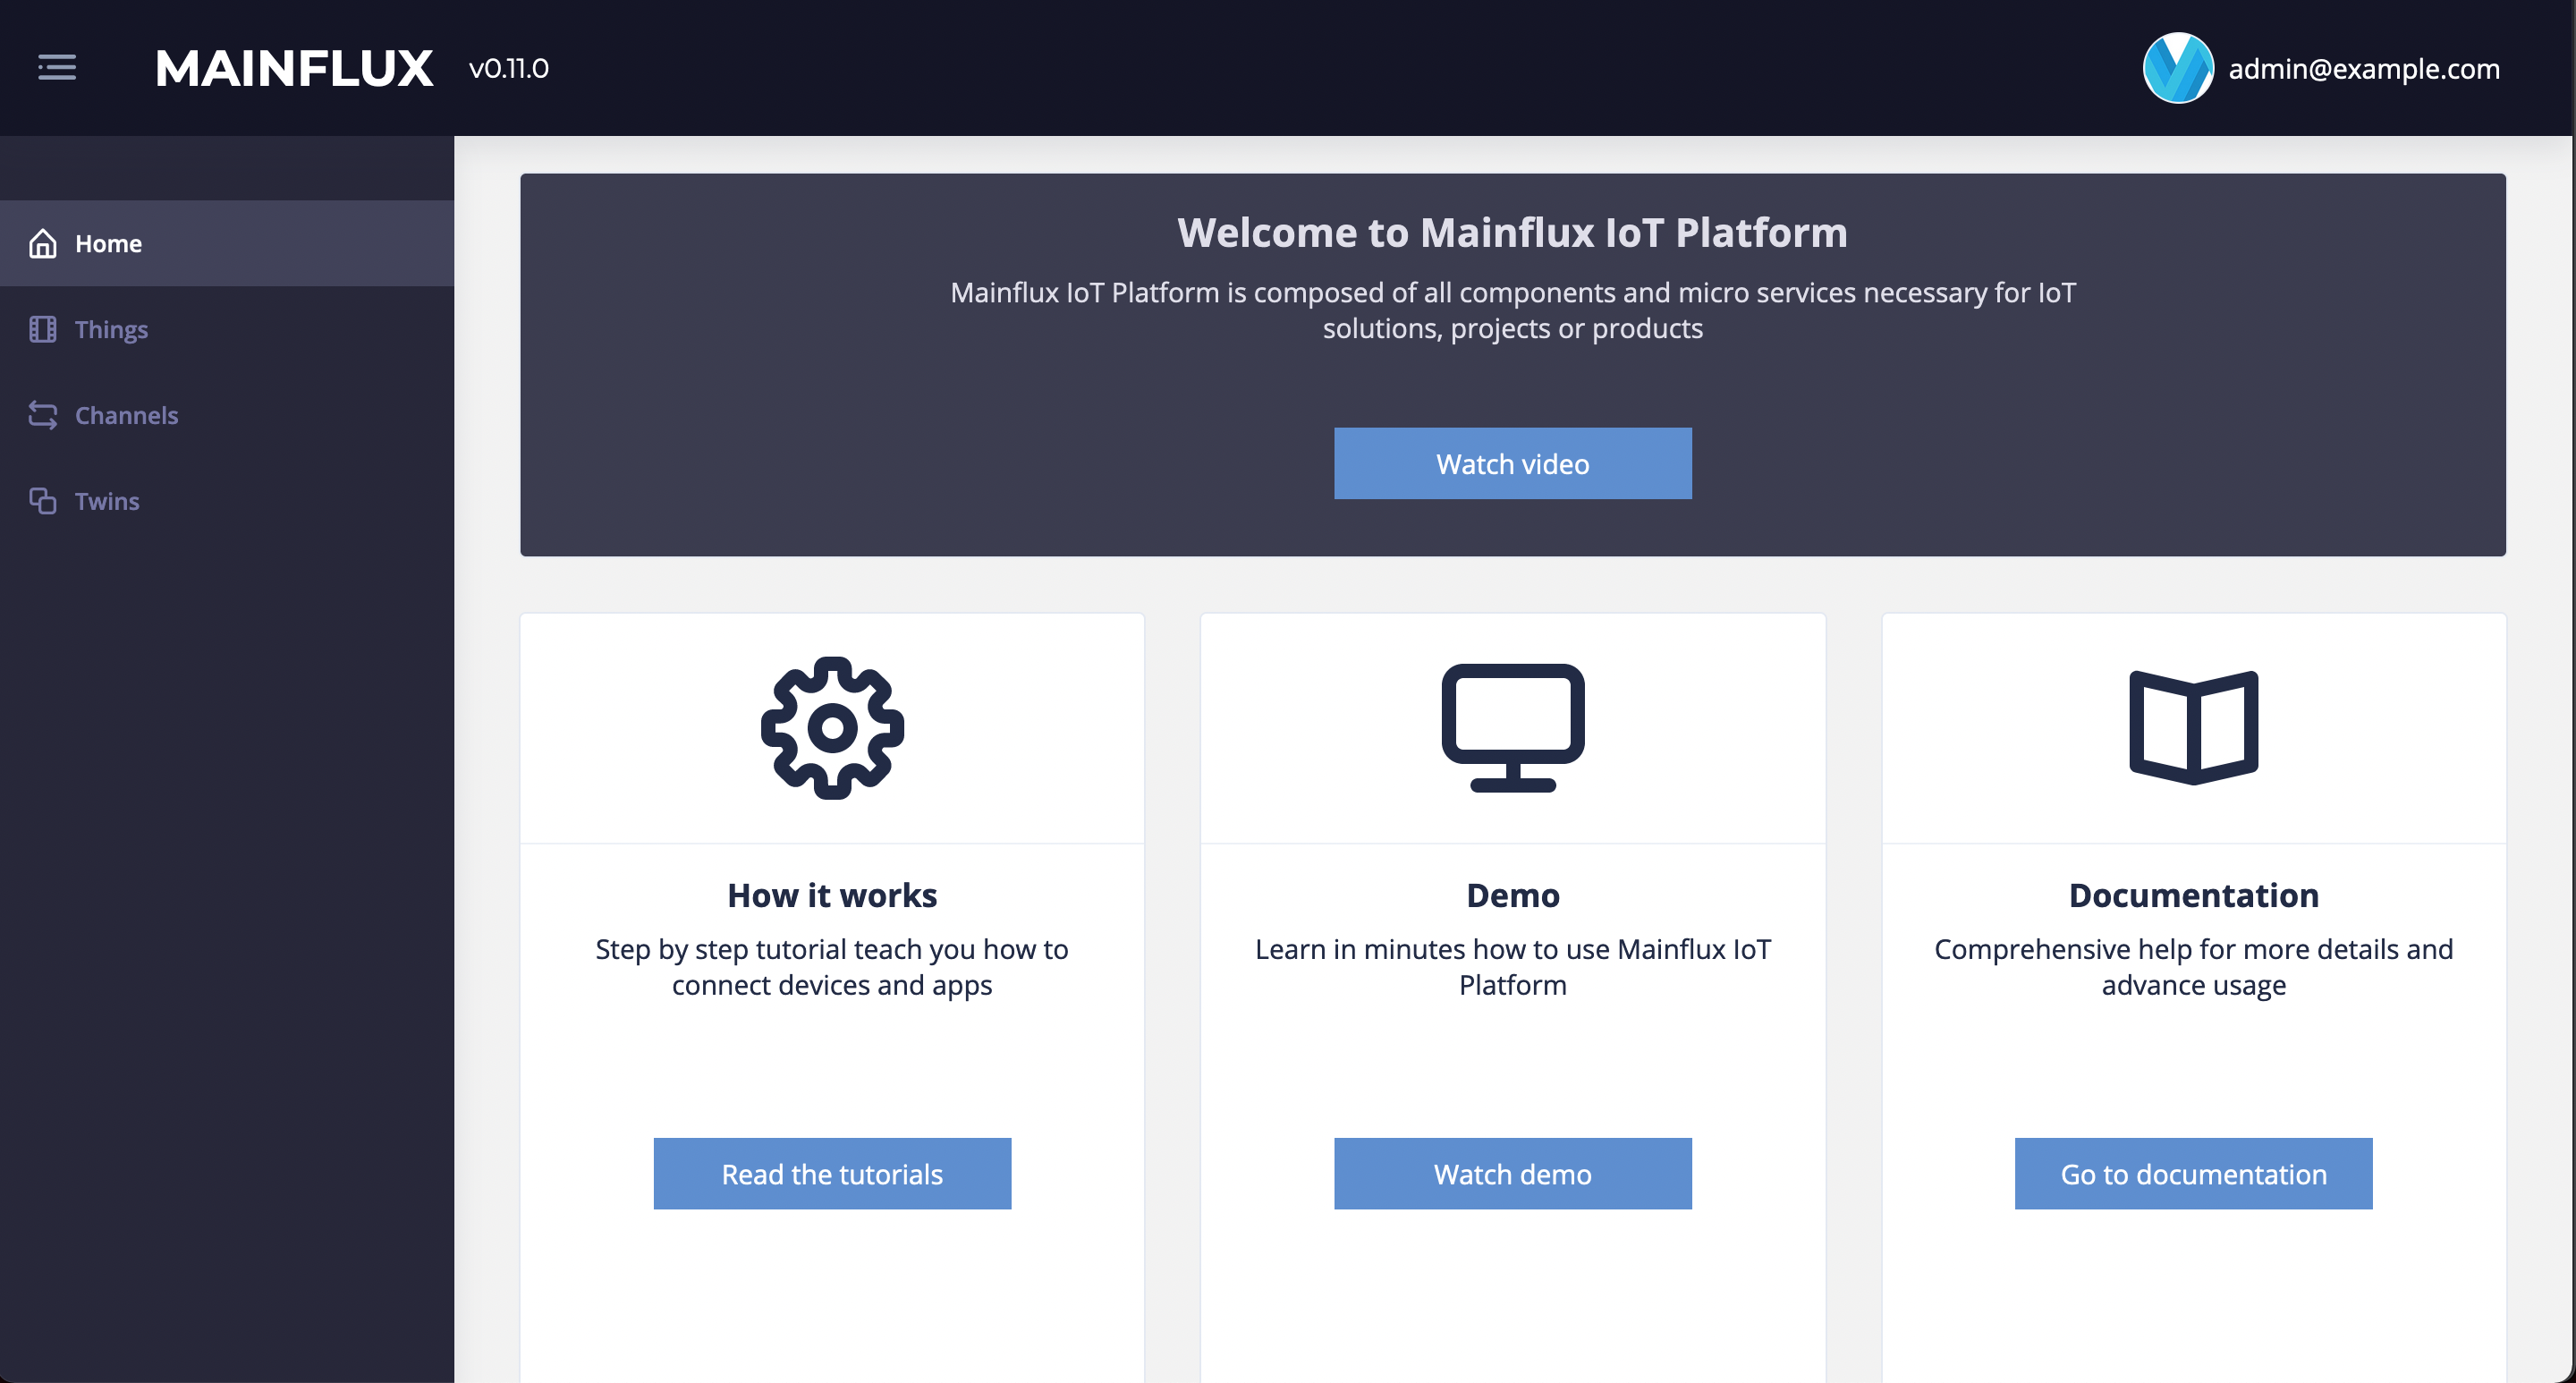 MAINFLUX v0.11.0
admin@example.com
Home
Things
Channels
Twins
Welcome to Mainflux IoT Platform
Mainflux IoT Platform is composed of all components and micro services necessary for IoT
solutions, projects or products
Watch video
How it works
Step by step tutorial teach you how to
connect devices and apps
Read the tutorials
Demo
Learn in minutes how to use Mainflux IoT
Platform
Watch demo
Documentation
Comprehensive help for more details and
advance usage
Go to documentation